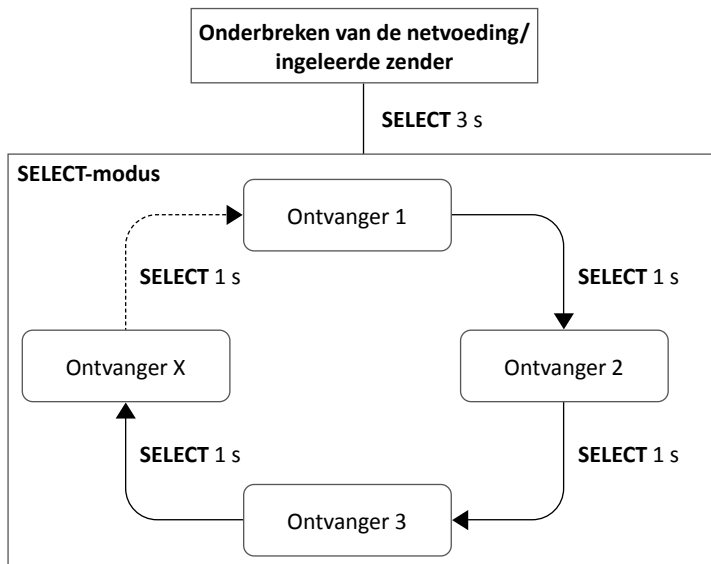 Onderbreken van de netvoeding/
ingeleerde zender
SELECT 3 s
SELECT-modus
Ontvanger 1
SELECT 1 s
SELECT 1 s
Ontvanger X
Ontvanger 2
SELECT 1 s
SELECT 1 s
Ontvanger 3